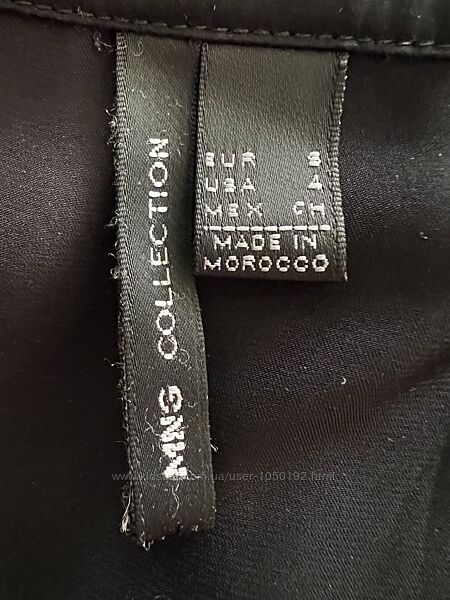 MNG COLLECTION
EUR S
USA 4
MEX CH
MADE IN
MOROCCO